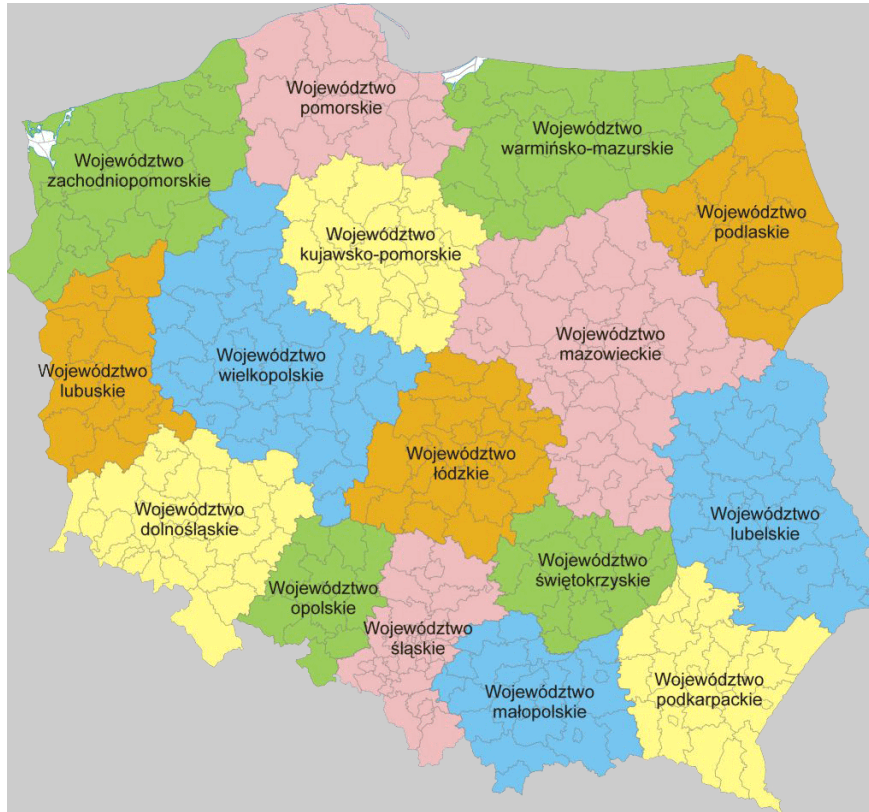 Województwo
pomorskie
Województwo
warmińsko-mazurskie
Województwo
zachodniopomorskie
Województwo
podlaskie
Województwo
kujawsko-pomorskie
Województwo
mazowieckie
Województwo
wielkopolskie
Województwo
lubuskie
Województwo
łódzkie
Województwo
dolnośląskie
Województwo
lubelskie
Województwo
świętokrzyskie
Województwo
opolskie
Województwo
śląskie
Województwo
małopolskie
Województwo
podkarpackie